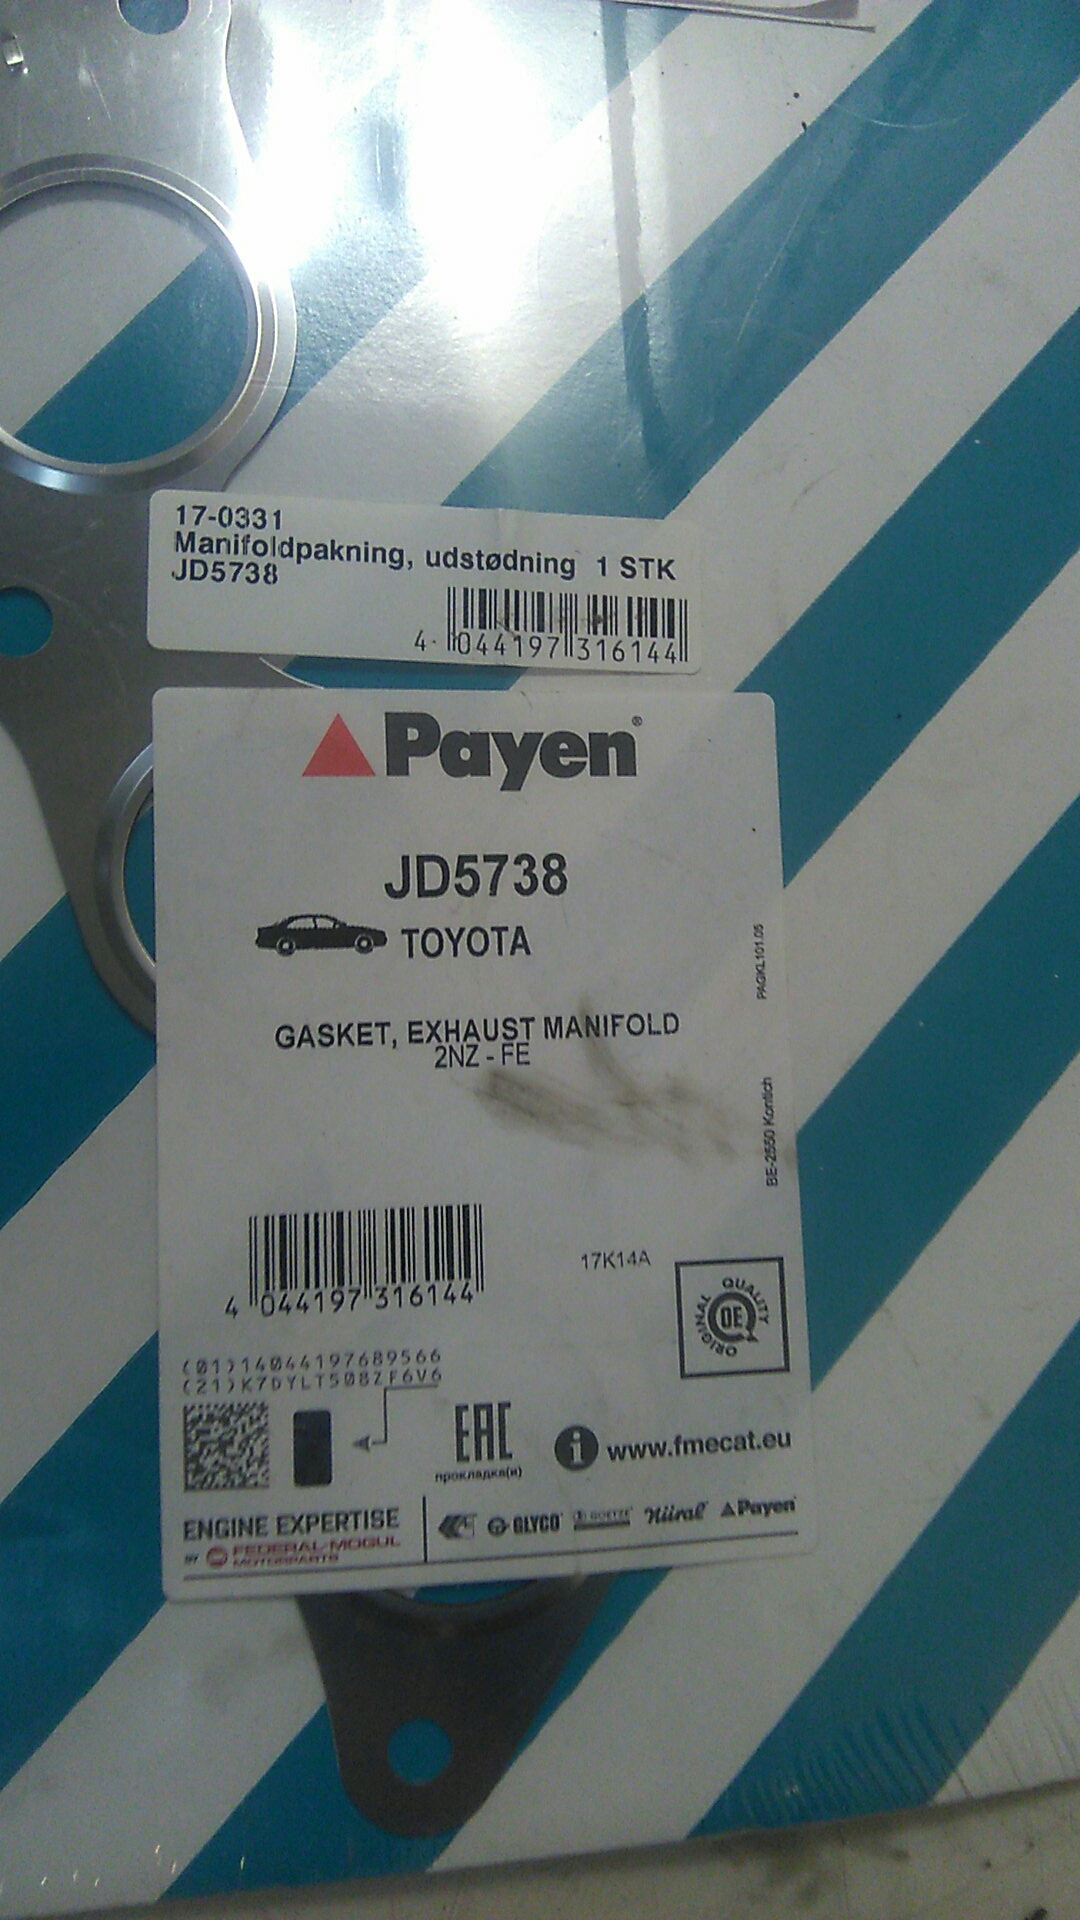 17-0331
Manifoldpakning, udstødning 1 STK
JD5738
4 044197 316144
Payen®
JD5738
TOYOTA
GASKET, EXHAUST MANIFOLD
2NZ - FE
PAGKL101.05
BE-2550 Kontich
4 044197 316144
17K14A
ORIGINAL QUALITY
OE
(01)14044197689566
(21)K7DYLT508ZF6V6
EAC
прокладка(и)
i www.fmecat.eu
ENGINE EXPERTISE
BY FEDERAL-MOGUL
MOTORPARTS
GLYCO GOETZE Nüral Payen